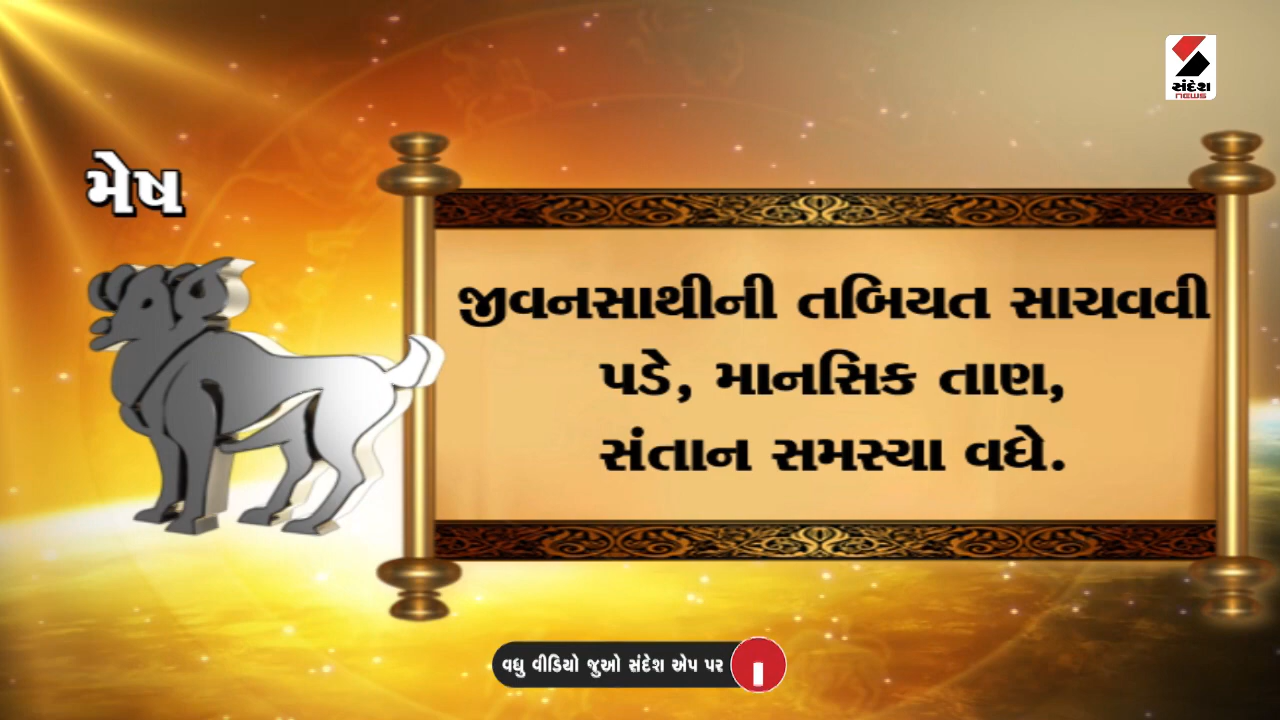 સંદેશ
news
મેષ
જીવનસાથીની તબિયત સાચવવી
પડે, માનસિક તાણ,
સંતાન સમસ્યા વધે.
વધુ વીડિયો જુઓ સંદેશ એપ પર